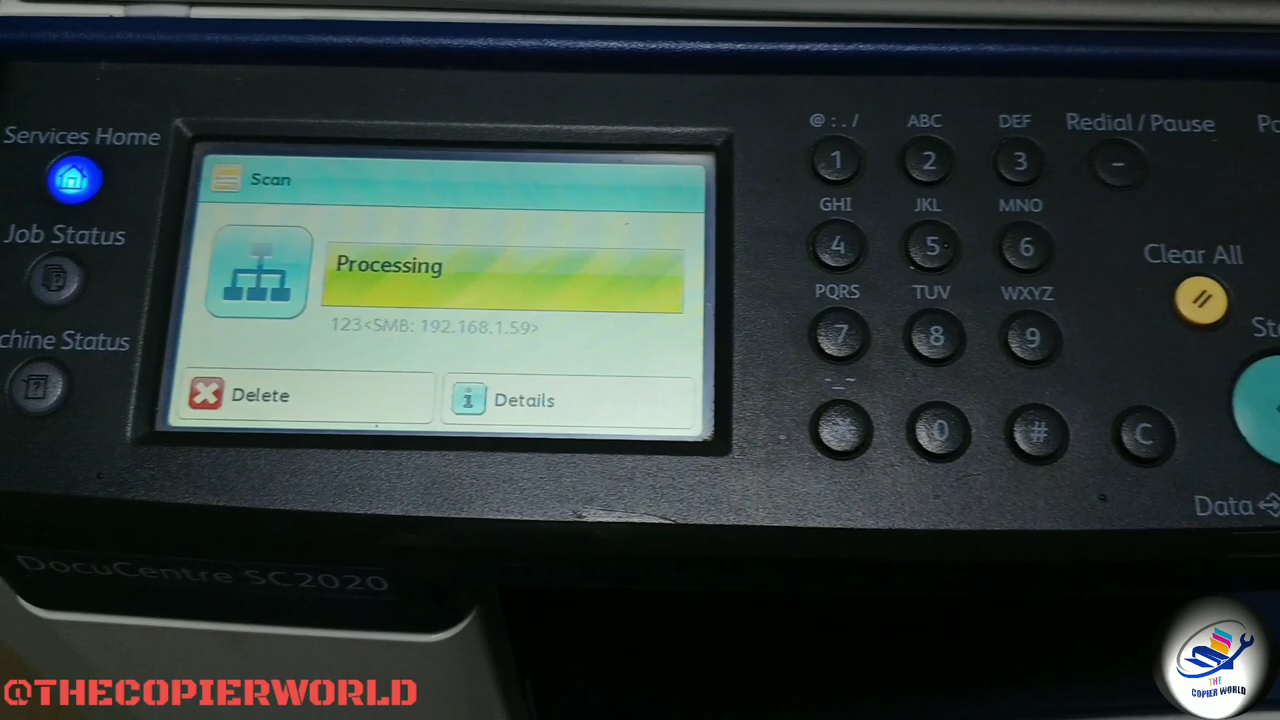 Services Home
Job Status
chine Status
Scan
Processing
123<SMB: 192.168.1.59>
Delete
Details
@ : . / ABC DEF Redial / Pause
1 2 3 -
GHI JKL MNO
4 5 6 Clear All
PQRS TUV WXYZ
7 8 9
* 0 # C
Data
DocuCentre SC2020
@THECOPIERWORLD
THE
COPIER WORLD